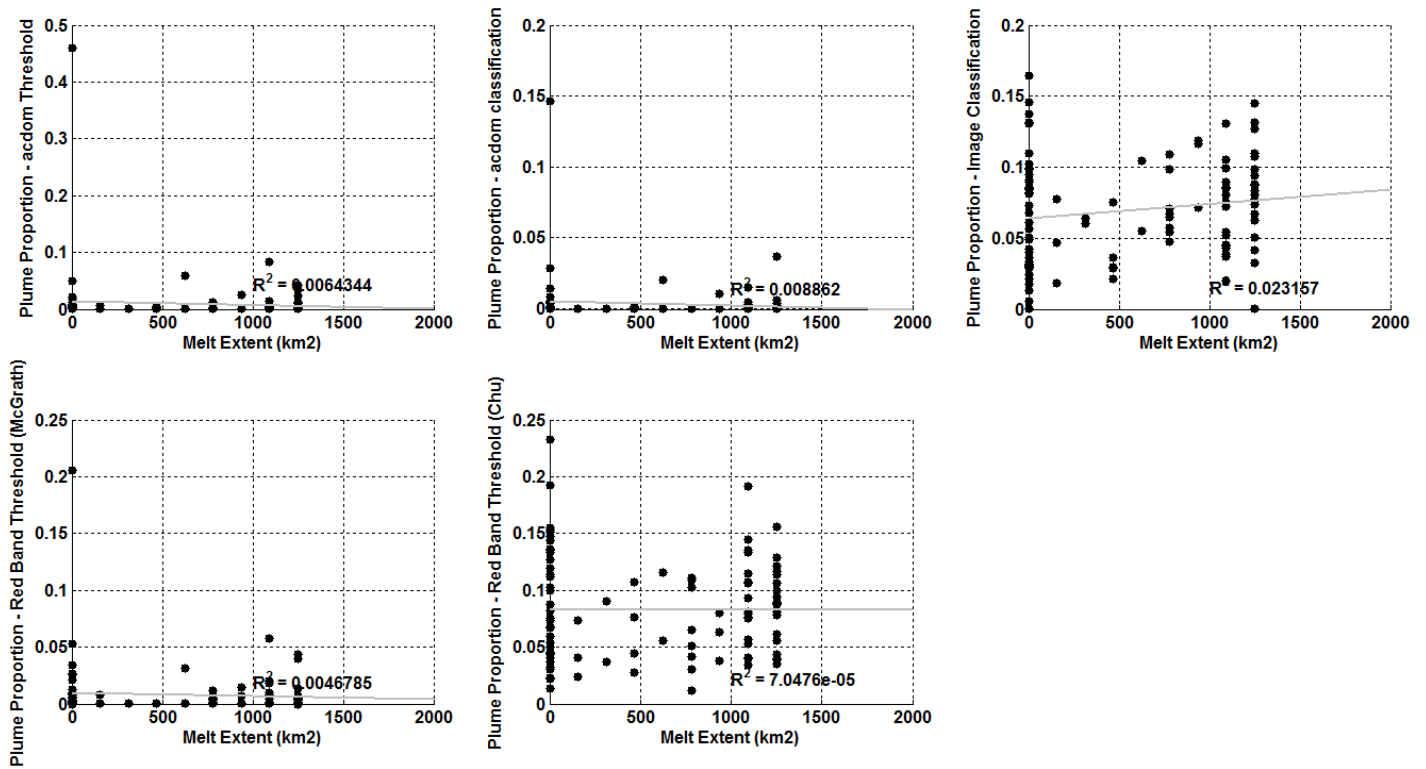 Plume Proportion - acdom Threshold
0.5
0.4
0.3
0.2
0.1
0
0 500 1000 1500 2000
Melt Extent (km2)
R2 = 0.0064344
Plume Proportion - acdom classification
0.2
0.15
0.1
0.05
0
0 500 1000 1500 2000
Melt Extent (km2)
R2 = 0.008862
Plume Proportion - Image Classification
0.2
0.15
0.1
0.05
0
0 500 1000 1500 2000
Melt Extent (km2)
R2 = 0.023157
Plume Proportion - Red Band Threshold (McGrath)
0.25
0.2
0.15
0.1
0.05
0
0 500 1000 1500 2000
Melt Extent (km2)
R2 = 0.0046785
Plume Proportion - Red Band Threshold (Chu)
0.25
0.2
0.15
0.1
0.05
0
0 500 1000 1500 2000
Melt Extent (km2)
R2 = 7.0476e-05